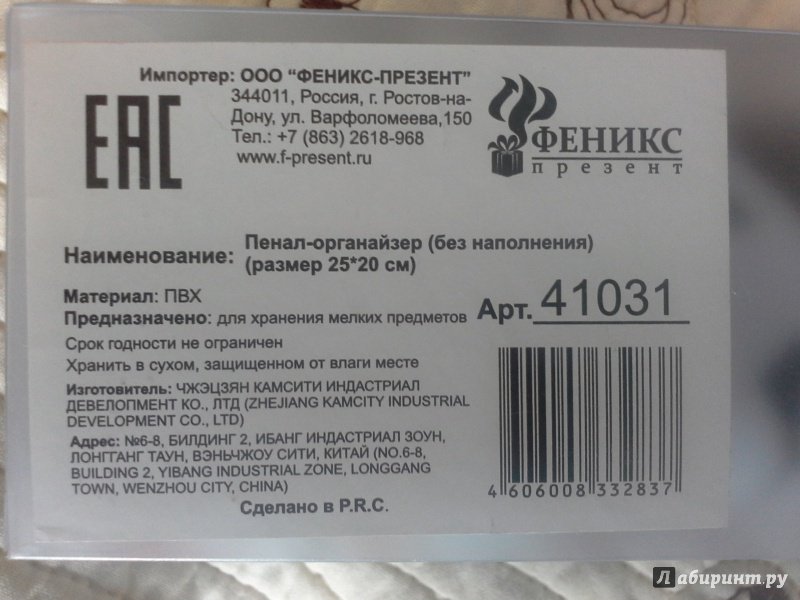 Импортер: ООО "ФЕНИКС-ПРЕЗЕНТ"
344011, Россия, г. Ростов-на-
Дону, ул. Варфоломеева,150
Тел.: +7 (863) 2618-968
www.f-present.ru
EAC
ФЕНИКС
презент
Наименование: Пенал-органайзер (без наполнения)
(размер 25*20 см)
Материал: ПВХ
Предназначено: для хранения мелких предметов
Арт. 41031
Срок годности не ограничен
Хранить в сухом, защищенном от влаги месте
Изготовитель: ЧЖЭЦЗЯН КАМСИТИ ИНДАСТРИАЛ
ДЕВЕЛОПМЕНТ КО., ЛТД (ZHEJIANG KAMCITY INDUSTRIAL
DEVELOPMENT CO., LTD)
Адрес: №6-8, БИЛДИНГ 2, ИБАНГ ИНДАСТРИАЛ ЗОУН,
ЛОНГГАНГ ТАУН, ВЭНЬЧЖОУ СИТИ, КИТАЙ (NO.6-8,
BUILDING 2, YIBANG INDUSTRIAL ZONE, LONGGANG
TOWN, WENZHOU CITY, CHINA)
Сделано в P.R.C.
4 606008 332837
Лабиринт.ру